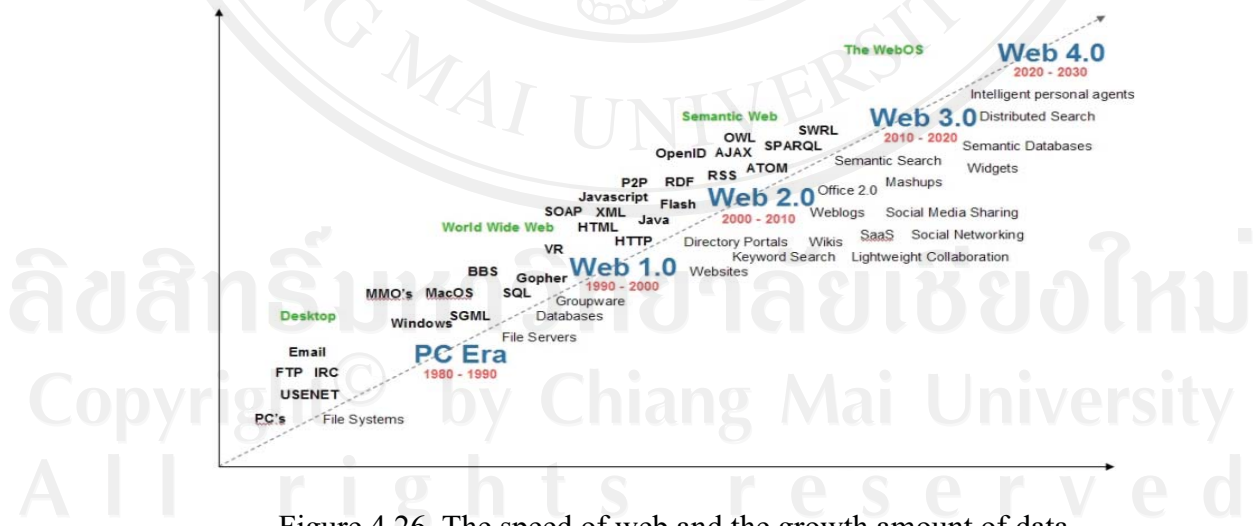 MAI UNIVERSITY
The WebOS
Web 4.0
2020 - 2030
Intelligent personal agents
Semantic Web
Web 3.0
Distributed Search
2010 - 2020
OWL
SWRL
OpenID AJAX SPARQL
Semantic Databases
Semantic Search
RSS ATOM
Widgets
P2P RDF
Mashups
Javascript
Flash
Web 2.0
Office 2.0
2000 - 2010
SOAP XML Java
Weblogs Social Media Sharing
World Wide Web
HTML
HTTP
SaaS Social Networking
VR
Directory Portals Wikis
Keyword Search Lightweight Collaboration
Web 1.0
Websites
1990 - 2000
BBS Gopher
MMO's MacOS SQL
Groupware
Databases
Desktop
Windows SGML
File Servers
PC Era
1980 - 1990
Email
FTP IRC
USENET
PC's
File Systems
ลิขสิทธิ์มหาวิทยาลัยเชียงใหม่
Copyright© by Chiang Mai University
All rights reserved
Figure 4.26 The speed of web and the growth amount of data